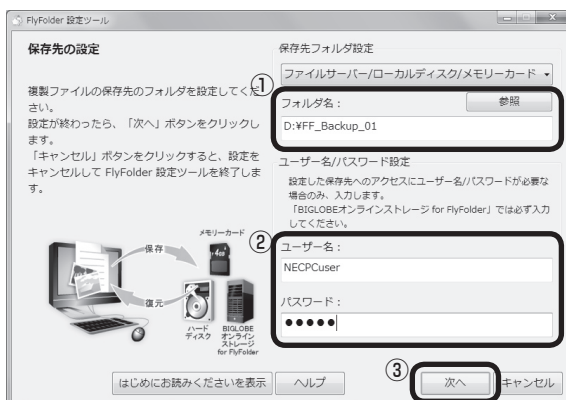 FlyFolder 設定ツール
保存先の設定
複製ファイルの保存先のフォルダを設定してくだ
さい。
設定が終わったら、「次へ」ボタンをクリックし
ます。
「キャンセル」ボタンをクリックすると、設定を
キャンセルして FlyFolder 設定ツールを終了しま
す。
保存
復元
メモリーカード
4GB
ハード
ディスク
BIGLOBE
オンライン
ストレージ
for FlyFolder
保存先フォルダ設定
ファイルサーバー/ローカルディスク/メモリーカード
①
フォルダ名：
参照
D:¥FF_Backup_01
ユーザー名/パスワード設定
設定した保存先へのアクセスにユーザー名/パスワードが必要な
場合のみ、入力します。
「BIGLOBEオンラインストレージ for FlyFolder」では必ず入力
してください。
②
ユーザー名：
NECPCuser
パスワード：
●●●●●
はじめにお読みくださいを表示
ヘルプ
③
次へ
キャンセル